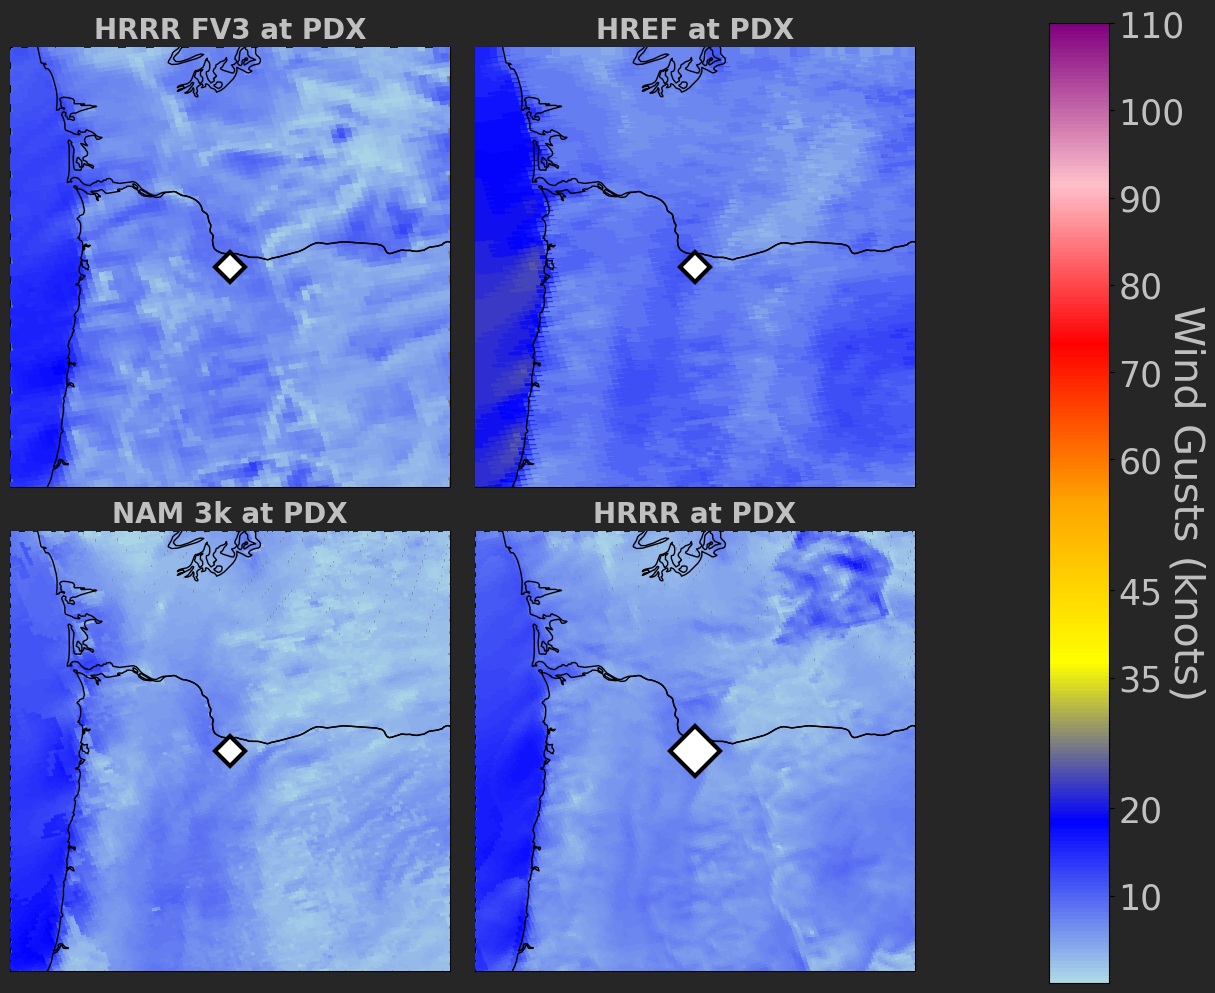 HRRR FV3 at PDX
HREF at PDX
NAM 3k at PDX
HRRR at PDX
110
100
90
80
70
60
45
35
20
10
Wind Gusts (knots)